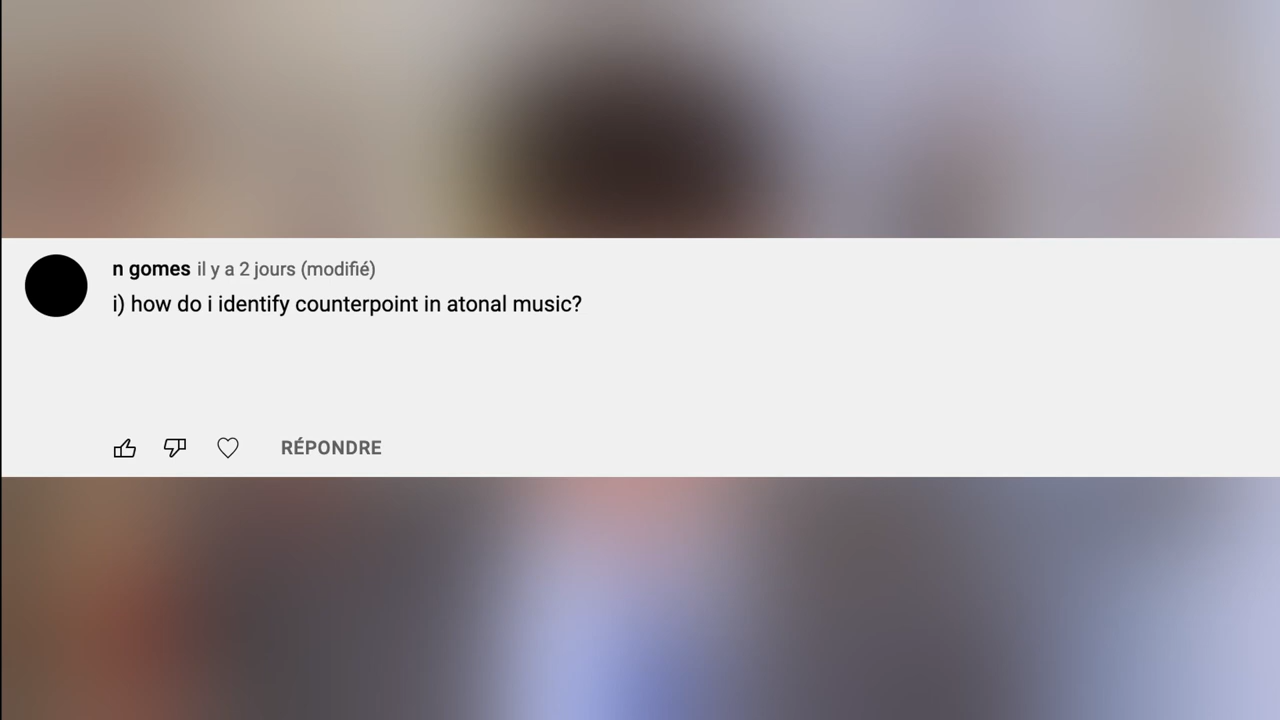 n gomes il y a 2 jours (modifié)
i) how do i identify counterpoint in atonal music?
RÉPONDRE